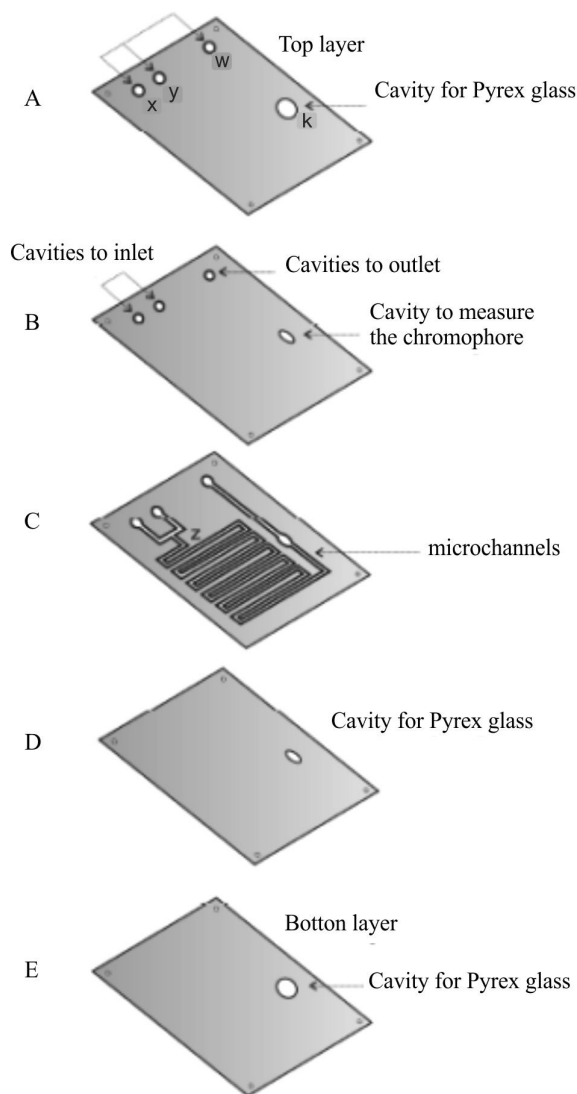 Top layer
w
y
x
A
Cavity for Pyrex glass
k
Cavities to inlet
Cavities to outlet
B
Cavity to measure
the chromophore
C
z
microchannels
Cavity for Pyrex glass
D
Botton layer
E
Cavity for Pyrex glass